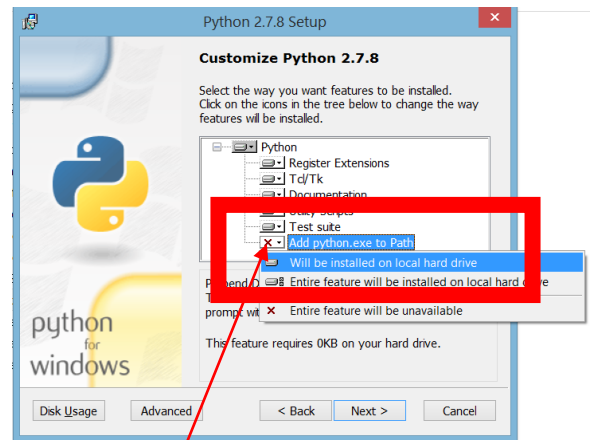 Python 2.7.8 Setup
Customize Python 2.7.8
Select the way you want features to be installed.
Click on the icons in the tree below to change the way
features will be installed.
Python
Register Extensions
Tcl/Tk
Documentation
Utility Scripts
Test suite
Add python.exe to Path
Will be installed on local hard drive
Entire feature will be installed on local hard drive
Entire feature will be unavailable
prompt
This feature requires 0KB on your hard drive.
python
for
windows
Disk Usage
Advanced
< Back
Next >
Cancel